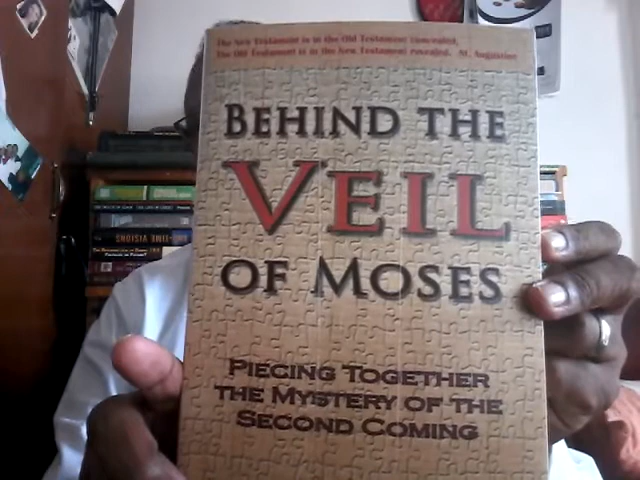 The New Testament is in the Old Testament concealed,
The Old Testament is in the New Testament revealed. St. Augustine
BEHIND THE
VEIL
OF MOSES
PIECING TOGETHER
THE MYSTERY OF THE
SECOND COMING